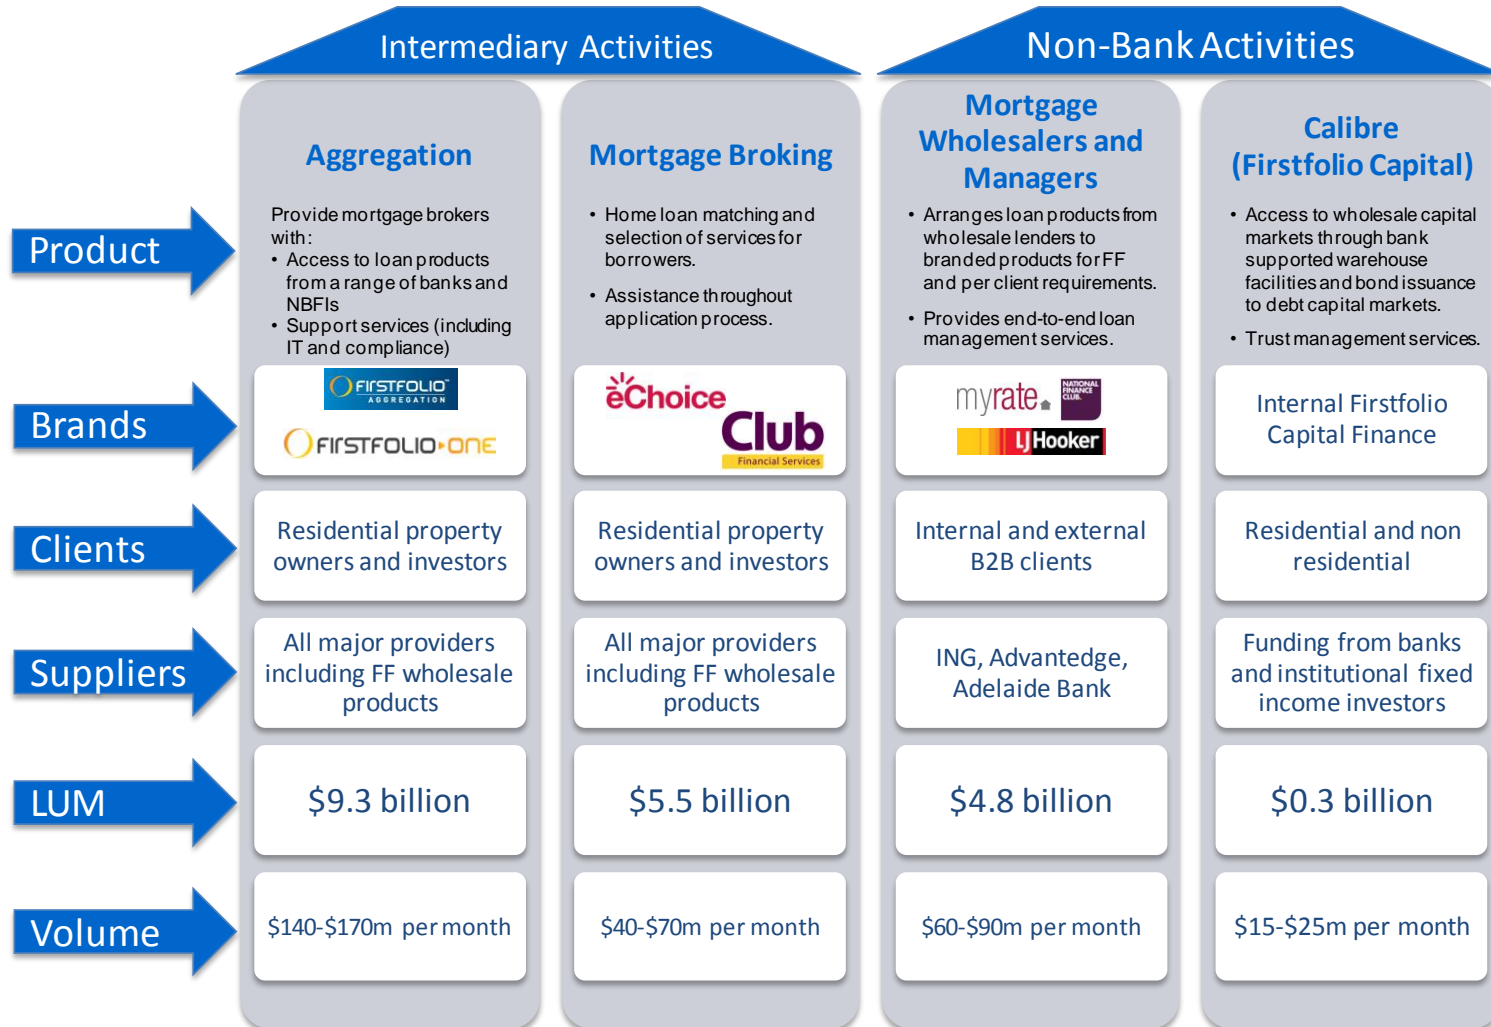 Intermediary Activities
Non-Bank Activities
Aggregation
Mortgage Broking
Mortgage
Wholesalers and
Managers
Calibre
(Firstfolio Capital)
Product
Provide mortgage brokers
with:
• Access to loan products
from a range of banks and
NBFIs
• Support services (including
IT and compliance)
• Home loan matching and
selection of services for
borrowers.
• Assistance throughout
application process.
• Arranges loan products from
wholesale lenders to
branded products for FF
and per client requirements.
• Provides end-to-end loan
management services.
• Access to wholesale capital
markets through bank
supported warehouse
facilities and bond issuance
to debt capital markets.
• Trust management services.
Brands
FIRSTFOLIO™
AGGREGATION
FIRSTFOLIO ONE
eChoice
Club
Financial Services
myrate
NATIONAL
FINANCE
CLUB.
LJ Hooker
Internal Firstfolio
Capital Finance
Clients
Residential property
owners and investors
Residential property
owners and investors
Internal and external
B2B clients
Residential and non
residential
Suppliers
All major providers
including FF wholesale
products
All major providers
including FF wholesale
products
ING, Advantedge,
Adelaide Bank
Funding from banks
and institutional fixed
income investors
LUM
$9.3 billion
$5.5 billion
$4.8 billion
$0.3 billion
Volume
$140-$170m per month
$40-$70m per month
$60-$90m per month
$15-$25m per month